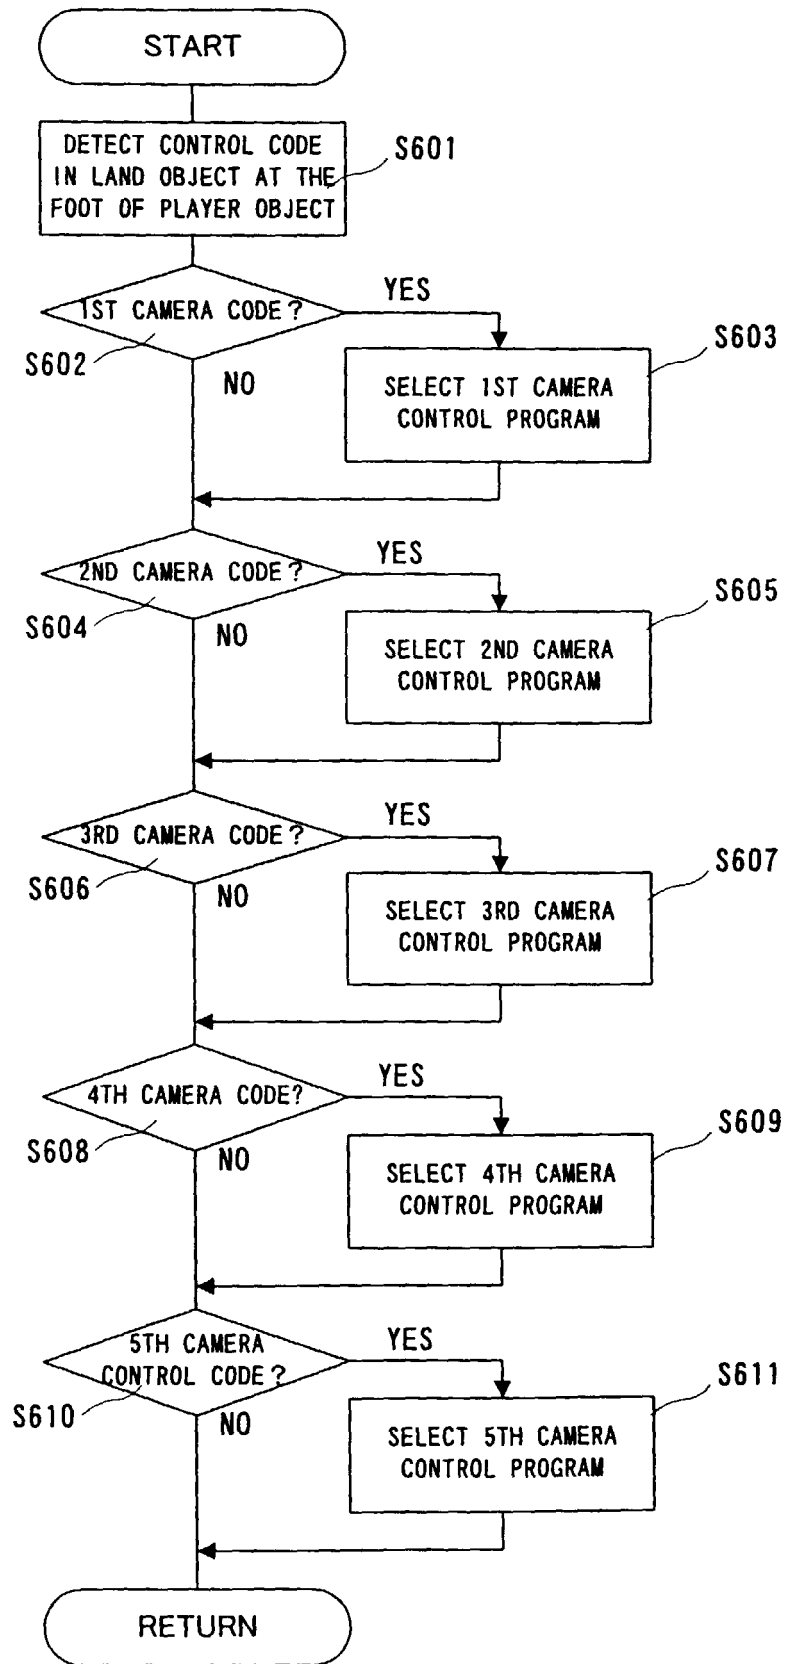 START
DETECT CONTROL CODE
IN LAND OBJECT AT THE
FOOT OF PLAYER OBJECT
S601
1ST CAMERA CODE?
YES
S602
NO
S603
SELECT 1ST CAMERA
CONTROL PROGRAM
2ND CAMERA CODE?
YES
S604
NO
S605
SELECT 2ND CAMERA
CONTROL PROGRAM
3RD CAMERA CODE?
YES
S606
NO
S607
SELECT 3RD CAMERA
CONTROL PROGRAM
4TH CAMERA CODE?
YES
S608
NO
S609
SELECT 4TH CAMERA
CONTROL PROGRAM
5TH CAMERA
CONTROL CODE?
YES
S610
NO
S611
SELECT 5TH CAMERA
CONTROL PROGRAM
RETURN